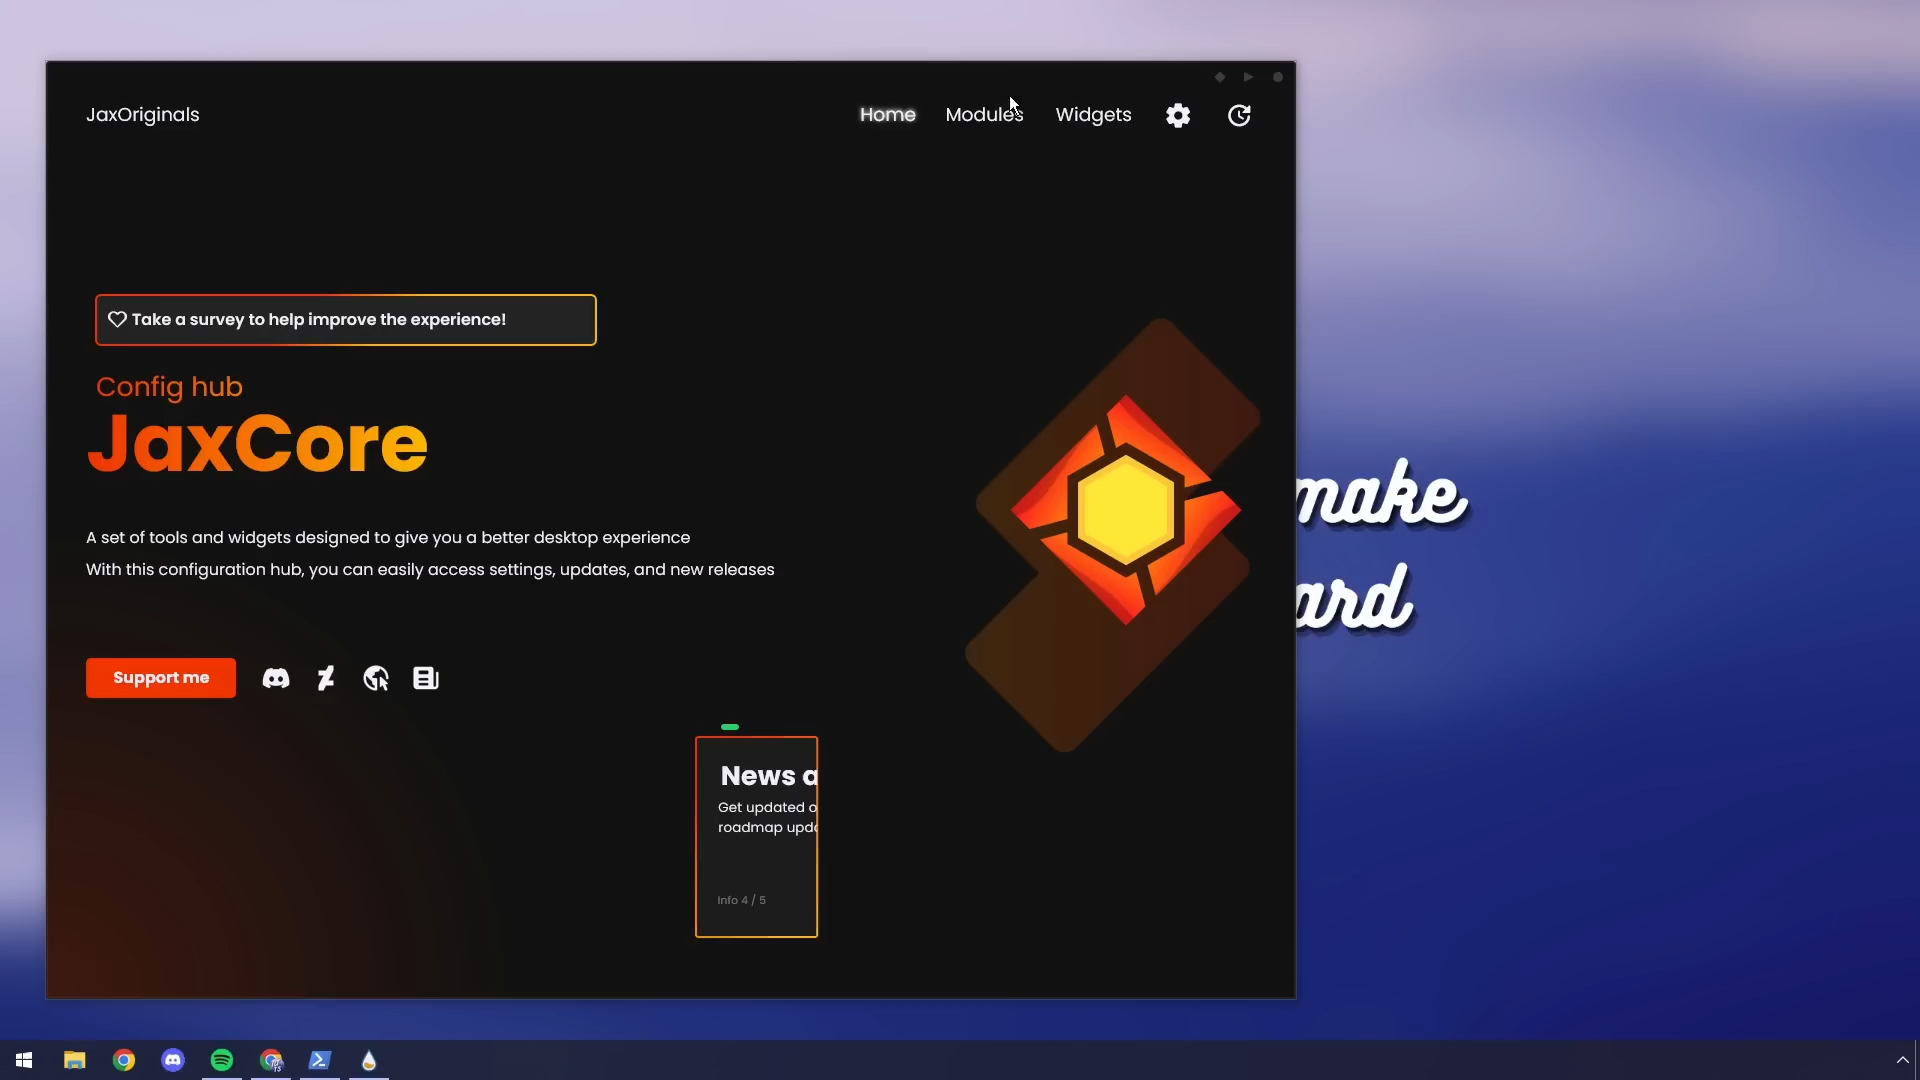 JaxOriginals
Home Modules Widgets
Take a survey to help improve the experience!
Config hub
JaxCore
make
ard
A set of tools and widgets designed to give you a better desktop experience
With this configuration hub, you can easily access settings, updates, and new releases
Support me
News a
Get updated o
roadmap upda
Info 4 / 5